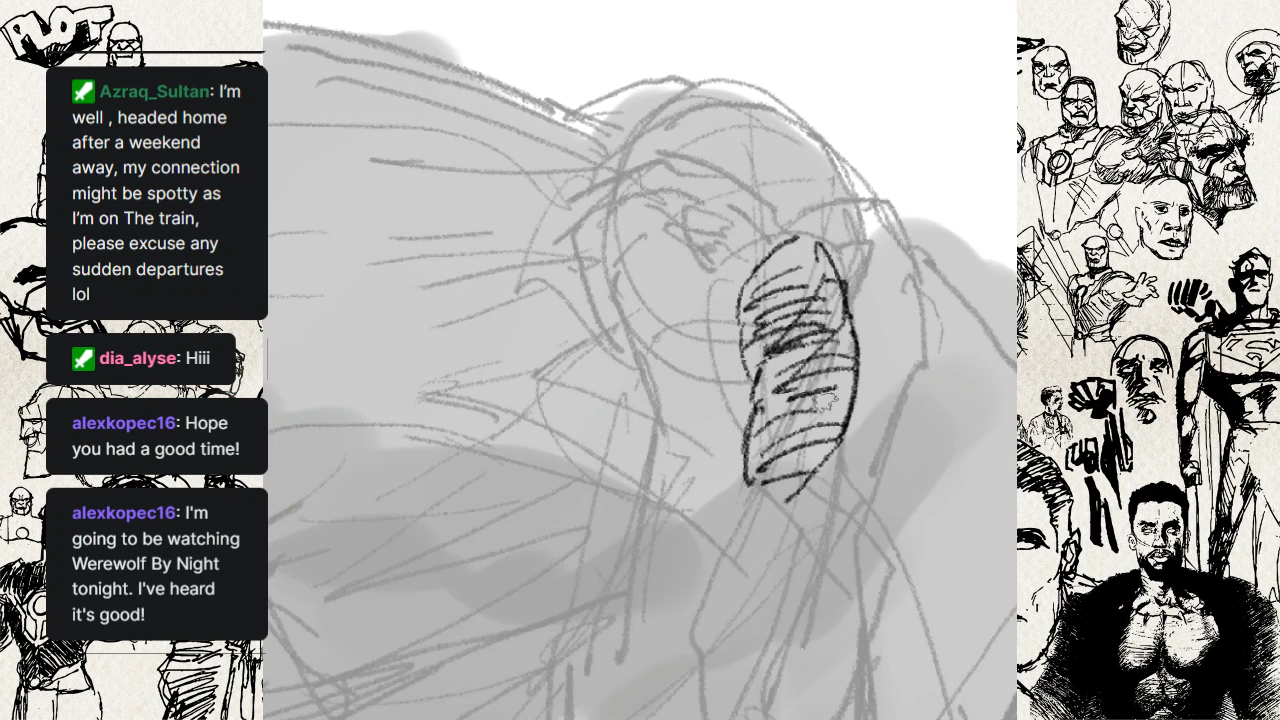 PLOT
Azraq_Sultan: I'm
well , headed home
after a weekend
away, my connection
might be spotty as
I'm on The train,
please excuse any
sudden departures
lol
dia_alyse: Hiii
alexkopec16: Hope
you had a good time!
alexkopec16: I'm
going to be watching
Werewolf By Night
tonight. I've heard
it's good!